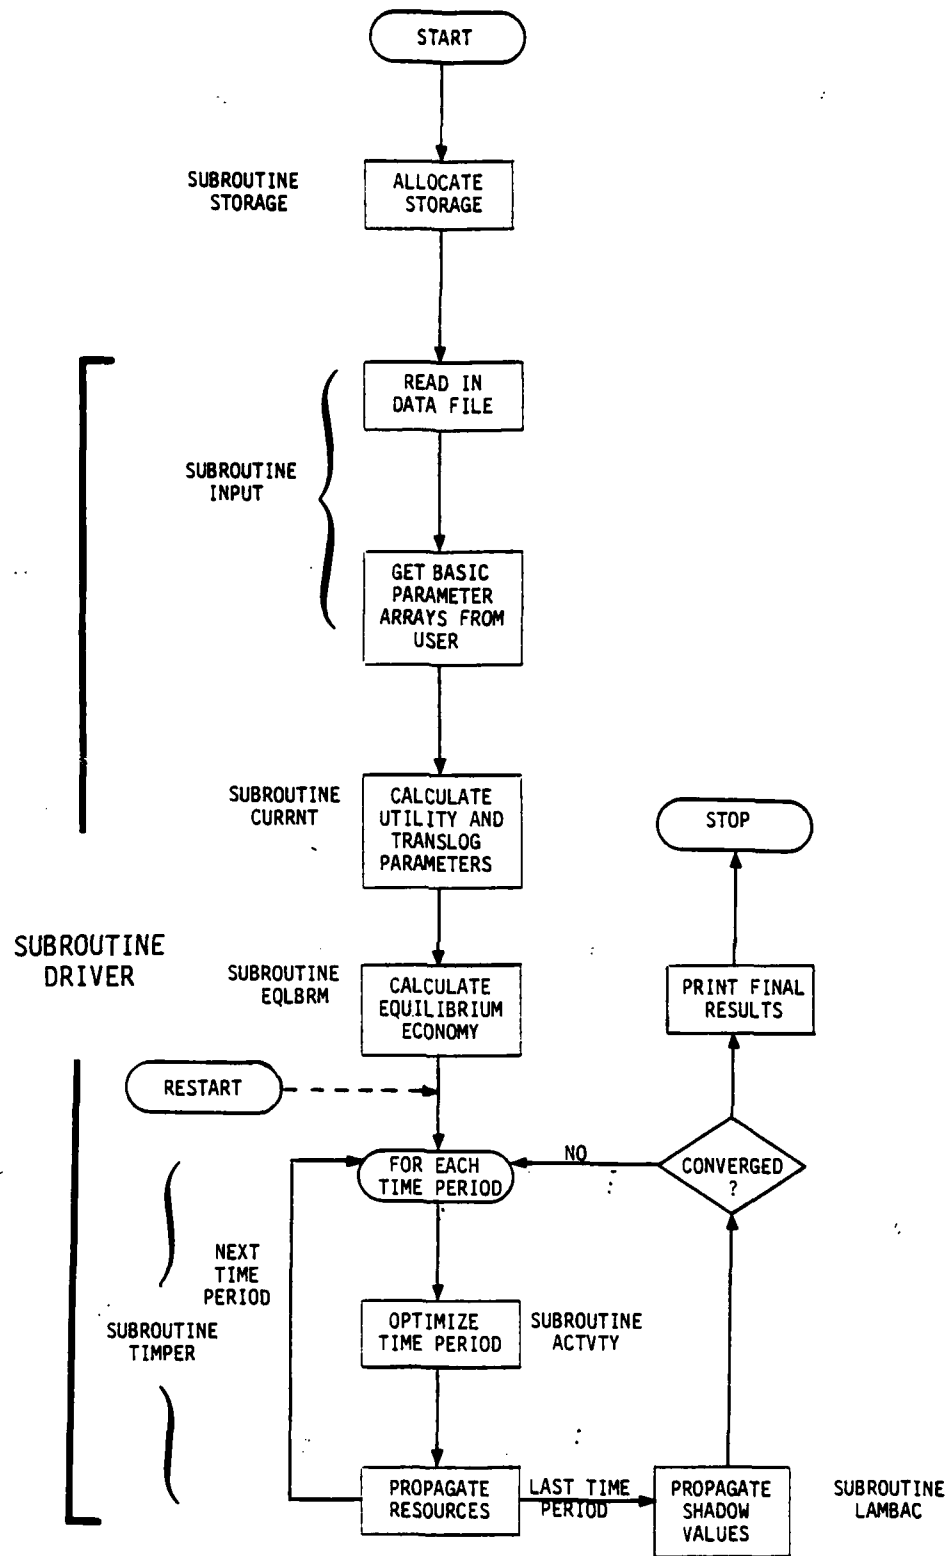 START
SUBROUTINE
STORAGE
ALLOCATE
STORAGE
READ IN
DATA FILE
SUBROUTINE
INPUT
GET BASIC
PARAMETER
ARRAYS FROM
USER
SUBROUTINE
CURRNT
CALCULATE
UTILITY AND
TRANSLOG
PARAMETERS
STOP
SUBROUTINE
DRIVER
SUBROUTINE
EQLBRM
CALCULATE
EQUILIBRIUM
ECONOMY
PRINT FINAL
RESULTS
RESTART
FOR EACH
TIME PERIOD
NO
CONVERGED
?
NEXT
TIME
PERIOD
SUBROUTINE
TIMPER
OPTIMIZE
TIME PERIOD
SUBROUTINE
ACTVTY
PROPAGATE
RESOURCES
LAST TIME
PERIOD
PROPAGATE
SHADOW
VALUES
SUBROUTINE
LAMBAC